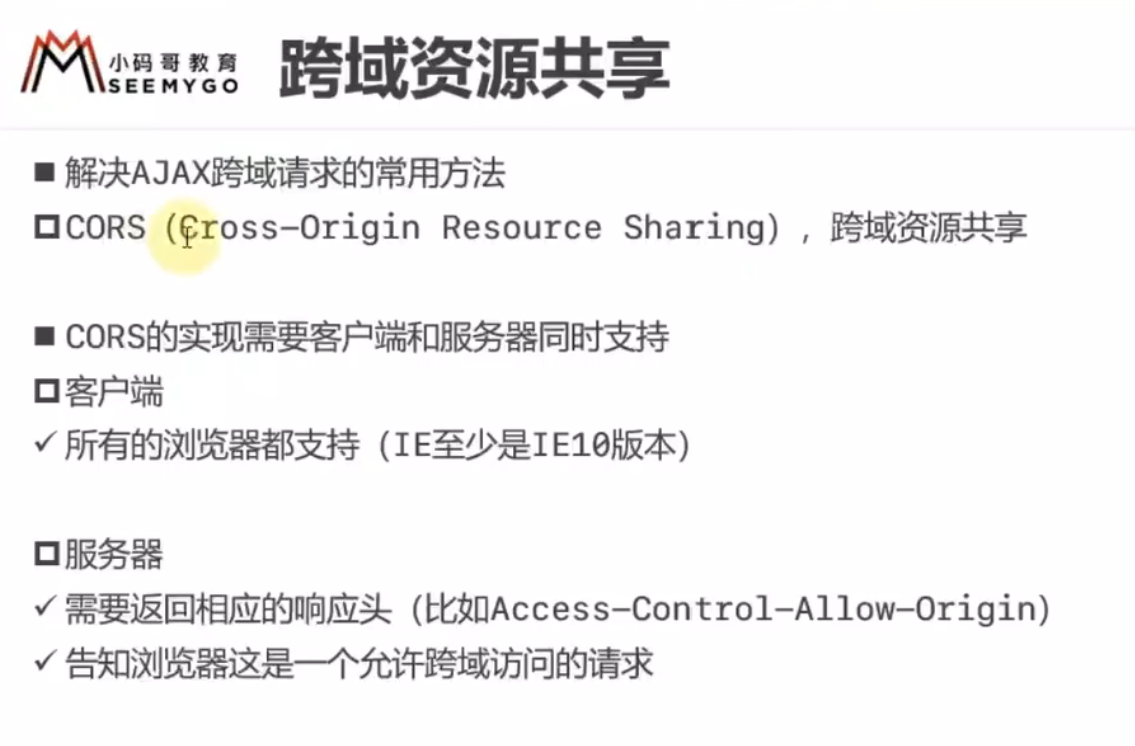 小码哥教育
SEEMYGO
跨域资源共享
解决AJAX跨域请求的常用方法
CORS（Cross-Origin Resource Sharing），跨域资源共享
CORS的实现需要客户端和服务器同时支持
客户端
✓ 所有的浏览器都支持（IE至少是IE10版本）
服务器
✓ 需要返回相应的响应头（比如Access-Control-Allow-Origin）
✓ 告知浏览器这是一个允许跨域访问的请求